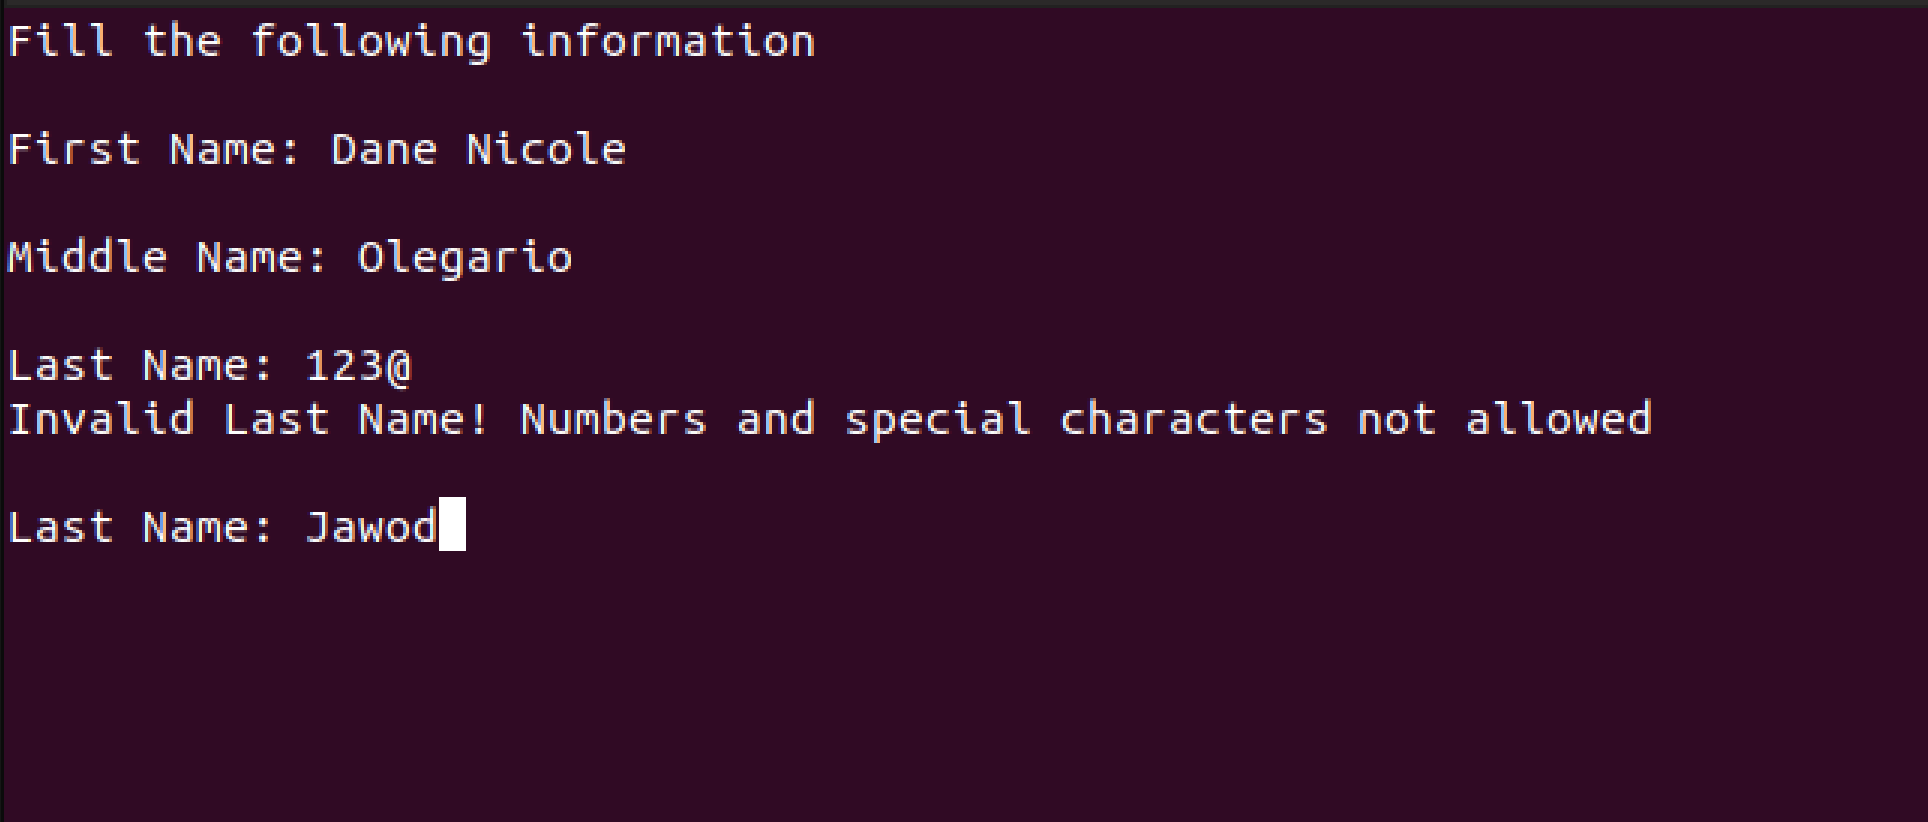 Fill the following information
First Name: Dane Nicole
Middle Name: Olegario
Last Name: 123@
Invalid Last Name! Numbers and special characters not allowed
Last Name: Jawod